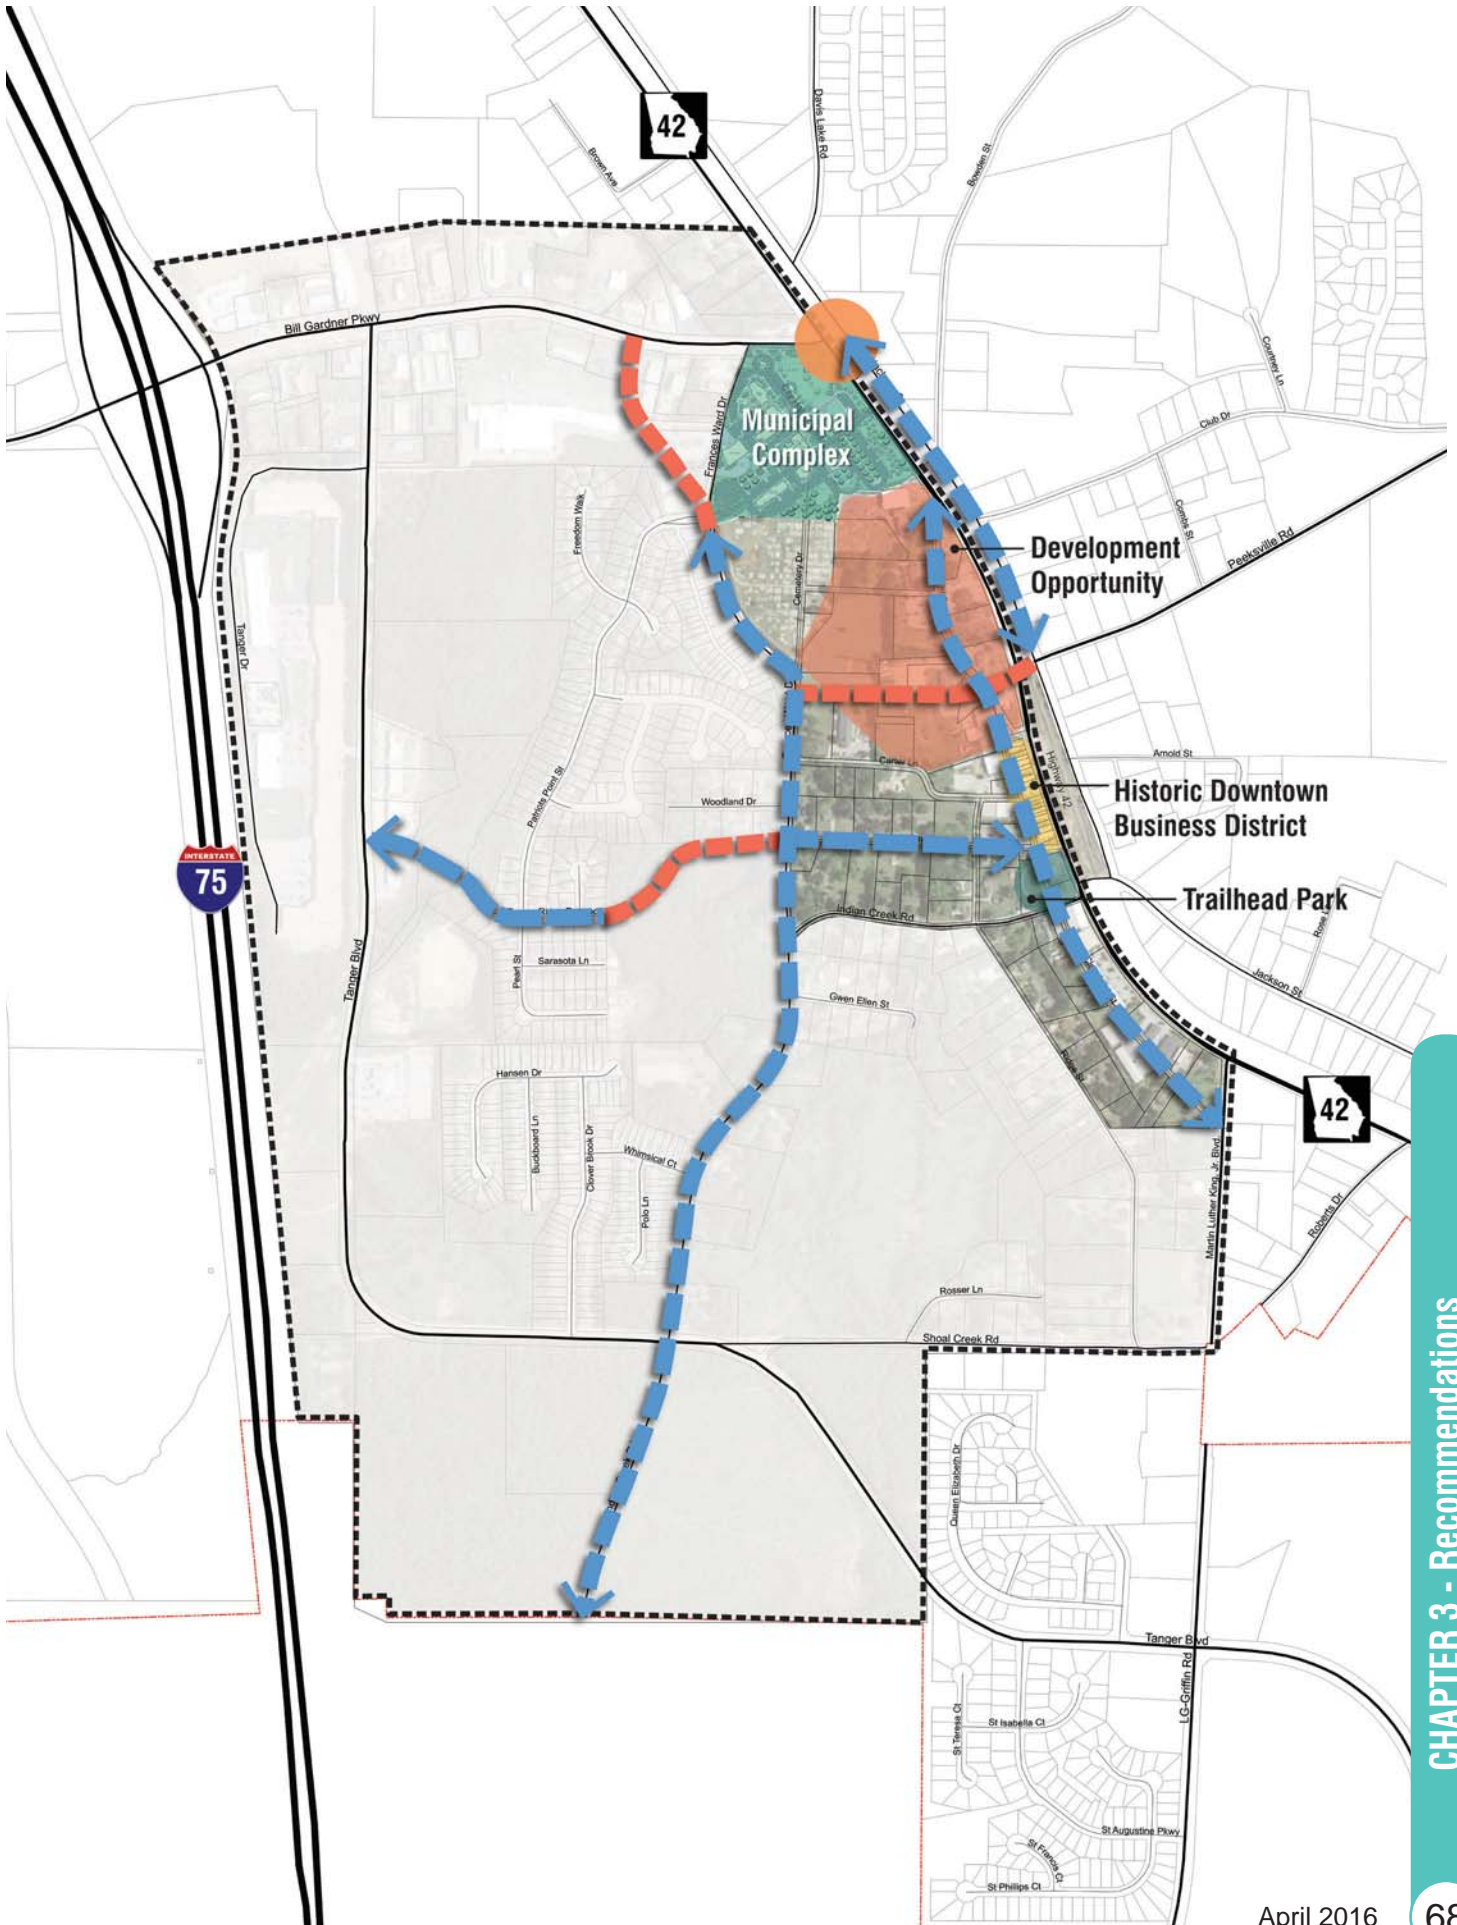 42
Davis Lake Rd
Bowden St
Brown Ave
Bill Gardner Pkwy
Courtney Ln
Club Dr
Frances Ward Dr
Municipal
Complex
Combs St
Peeksville Rd
Freedom Walk
Development
Opportunity
Cemetery Dr
Tanger Dr
Highway 42
Arnold St
Patriots Point St
Woodland Dr
Historic Downtown
Business District
INTERSTATE
75
Trailhead Park
Indian Creek Rd
Rose
Tanger Blvd
Pearl St
Sarasota Ln
Jackson St
Gwen Ellen St
Ridge St
Hansen Dr
42
Buckboard Ln
Clover Brook Dr
Whimsical Ct
Polo Ln
Martin Luther King, Jr. Blvd
Roberts Dr
Rosser Ln
Shoal Creek Rd
Queen Elizabeth Dr
Tanger Blvd
LG-Griffin Rd
St Teresa Ct
St Isabella Ct
St Augustine Pkwy
St Francis Ct
St Phillips Ct
CHAPTER 3 - Recommendations
April 2016
68